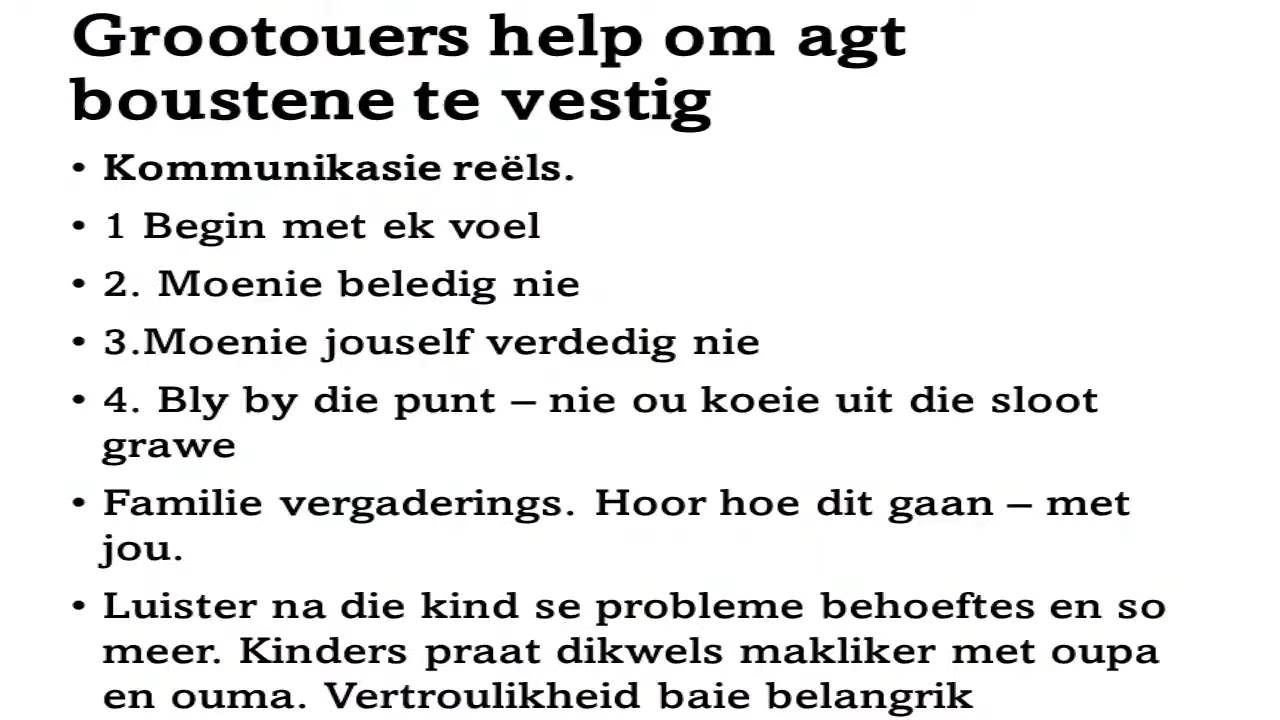 Grootouers help om agt
boustene te vestig
• Kommunikasie reëls.
• 1 Begin met ek voel
• 2. Moenie beledig nie
• 3.Moenie jouself verdedig nie
• 4. Bly by die punt – nie ou koeie uit die sloot
grawe
• Familie vergaderings. Hoor hoe dit gaan – met
jou.
• Luister na die kind se probleme behoeftes en so
meer. Kinders praat dikwels makliker met oupa
en ouma. Vertroulikheid baie belangrik